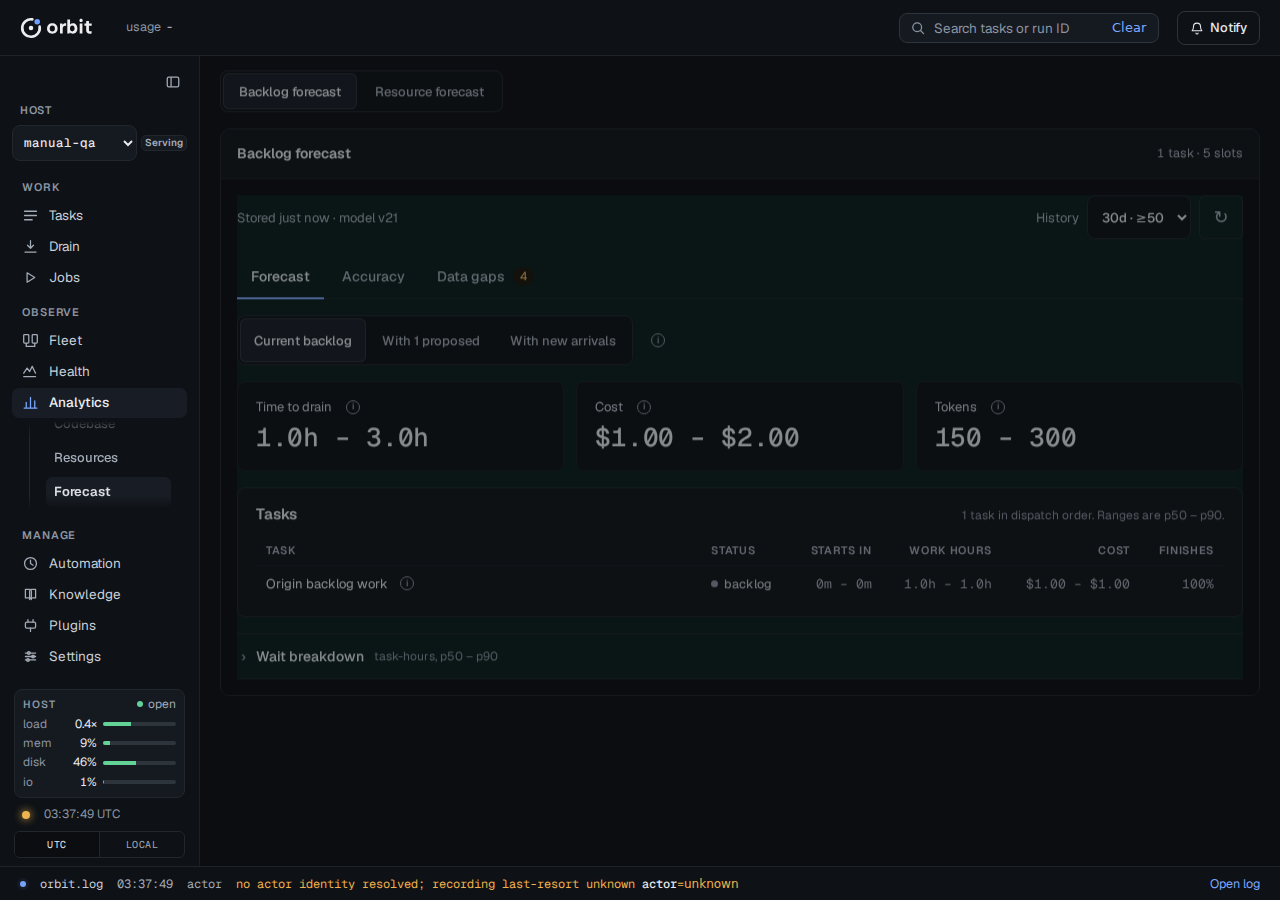 orbit
usage –
Search tasks or run ID
Clear
Notify
HOST
manual-qa
Serving
WORK
Tasks
Drain
Jobs
OBSERVE
Fleet
Health
Analytics
Codebase
Resources
Forecast
MANAGE
Automation
Knowledge
Plugins
Settings
HOST
open
load 0.4×
mem 9%
disk 46%
io 1%
03:37:49 UTC
UTC LOCAL
Backlog forecast Resource forecast
Backlog forecast
1 task · 5 slots
Stored just now · model v21
History 30d · ≥50 ↻
Forecast Accuracy Data gaps 4
Current backlog With 1 proposed With new arrivals
Time to drain
1.0h – 3.0h
Cost
$1.00 – $2.00
Tokens
150 – 300
Tasks
1 task in dispatch order. Ranges are p50 – p90.
TASK STATUS STARTS IN WORK HOURS COST FINISHES
Origin backlog work backlog 0m – 0m 1.0h – 1.0h $1.00 – $1.00 100%
› Wait breakdown task-hours, p50 – p90
orbit.log 03:37:49 actor no actor identity resolved; recording last-resort unknown actor=unknown
Open log